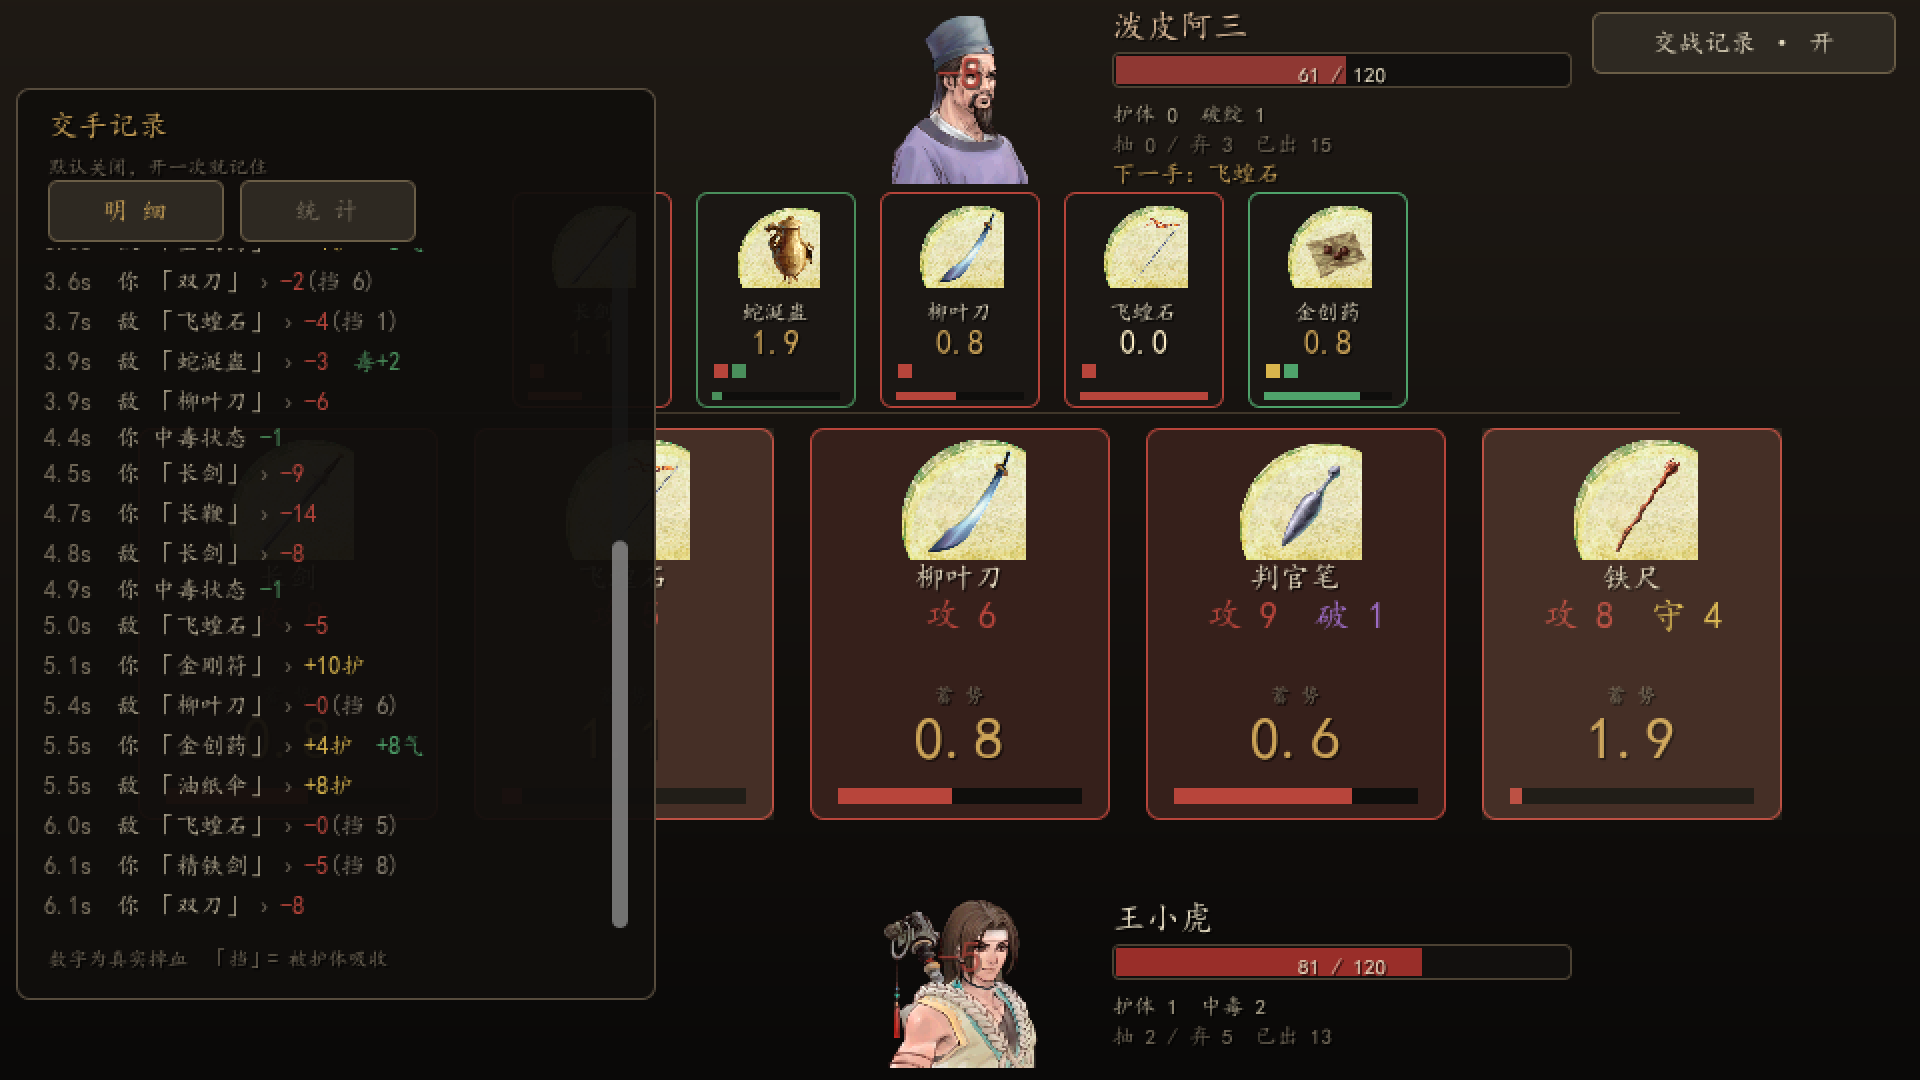 泼皮阿三
61 / 120
护体 0 破绽 1
抽 0 / 弃 3 已出 15
下一手: 飞蝗石
交战记录 · 开
-8
交手记录
默认关闭, 开一次就记住
明 细
统 计
3.6s 你 「双刀」 › -2(挡 6)
3.7s 敌 「飞蝗石」 › -4(挡 1)
3.9s 敌 「蛇涎蛊」 › -3 毒+2
3.9s 敌 「柳叶刀」 › -6
4.4s 你 中毒状态 -1
4.5s 你 「长剑」 › -9
4.7s 你 「长鞭」 › -14
4.8s 敌 「长剑」 › -8
4.9s 你 中毒状态 -1
5.0s 敌 「飞蝗石」 › -5
5.1s 你 「金刚符」 › +10护
5.4s 敌 「柳叶刀」 › -0(挡 6)
5.5s 你 「金创药」 › +4护 +8气
5.5s 敌 「油纸伞」 › +8护
6.0s 敌 「飞蝗石」 › -0(挡 5)
6.1s 你 「精铁剑」 › -5(挡 8)
6.1s 你 「双刀」 › -8
数字为真实掉血 「挡」= 被护体吸收
长剑
1.1
蛇涎蛊
1.9
柳叶刀
0.8
飞蝗石
0.0
金创药
0.8
长剑
0.8
飞蝗石
柳叶刀
攻 6
蓄 势
0.8
判官笔
攻 9 破 1
蓄 势
0.6
铁尺
攻 8 守 4
蓄 势
1.9
王小虎
81 / 120
护体 1 中毒 2
抽 2 / 弃 5 已出 13
-5